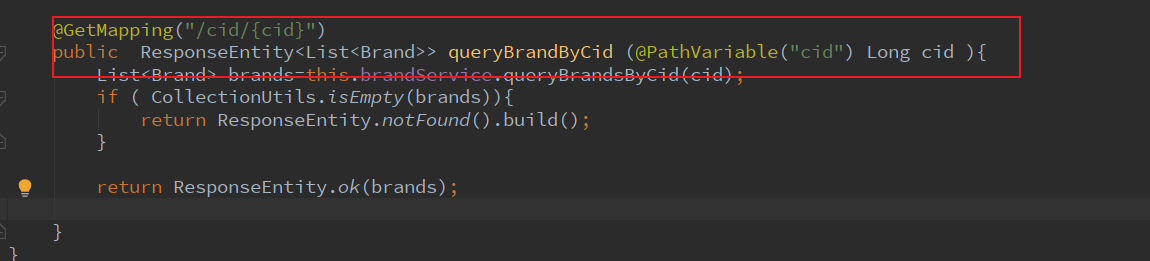 @GetMapping("/cid/{cid}")
public  ResponseEntity<List<Brand>> queryBrandByCid (@PathVariable("cid") Long cid ){
List<Brand> brands=this.brandService.queryBrandsByCid(cid);
if ( CollectionUtils.isEmpty(brands)){
return ResponseEntity.notFound().build();
}
return ResponseEntity.ok(brands);
}
}